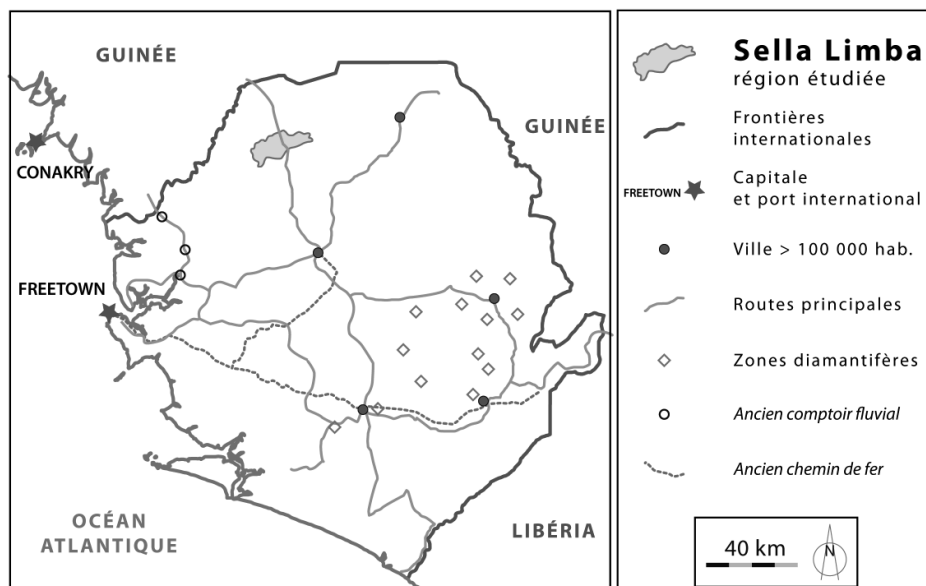 GUINÉE
GUINÉE
CONAKRY
FREETOWN
OCÉAN
ATLANTIQUE
LIBÉRIA
Sella Limba
région étudiée
Frontières
internationales
FREETOWN
Capitale
et port international
Ville > 100 000 hab.
Routes principales
Zones diamantifères
Ancien comptoir fluvial
Ancien chemin de fer
40 km
N